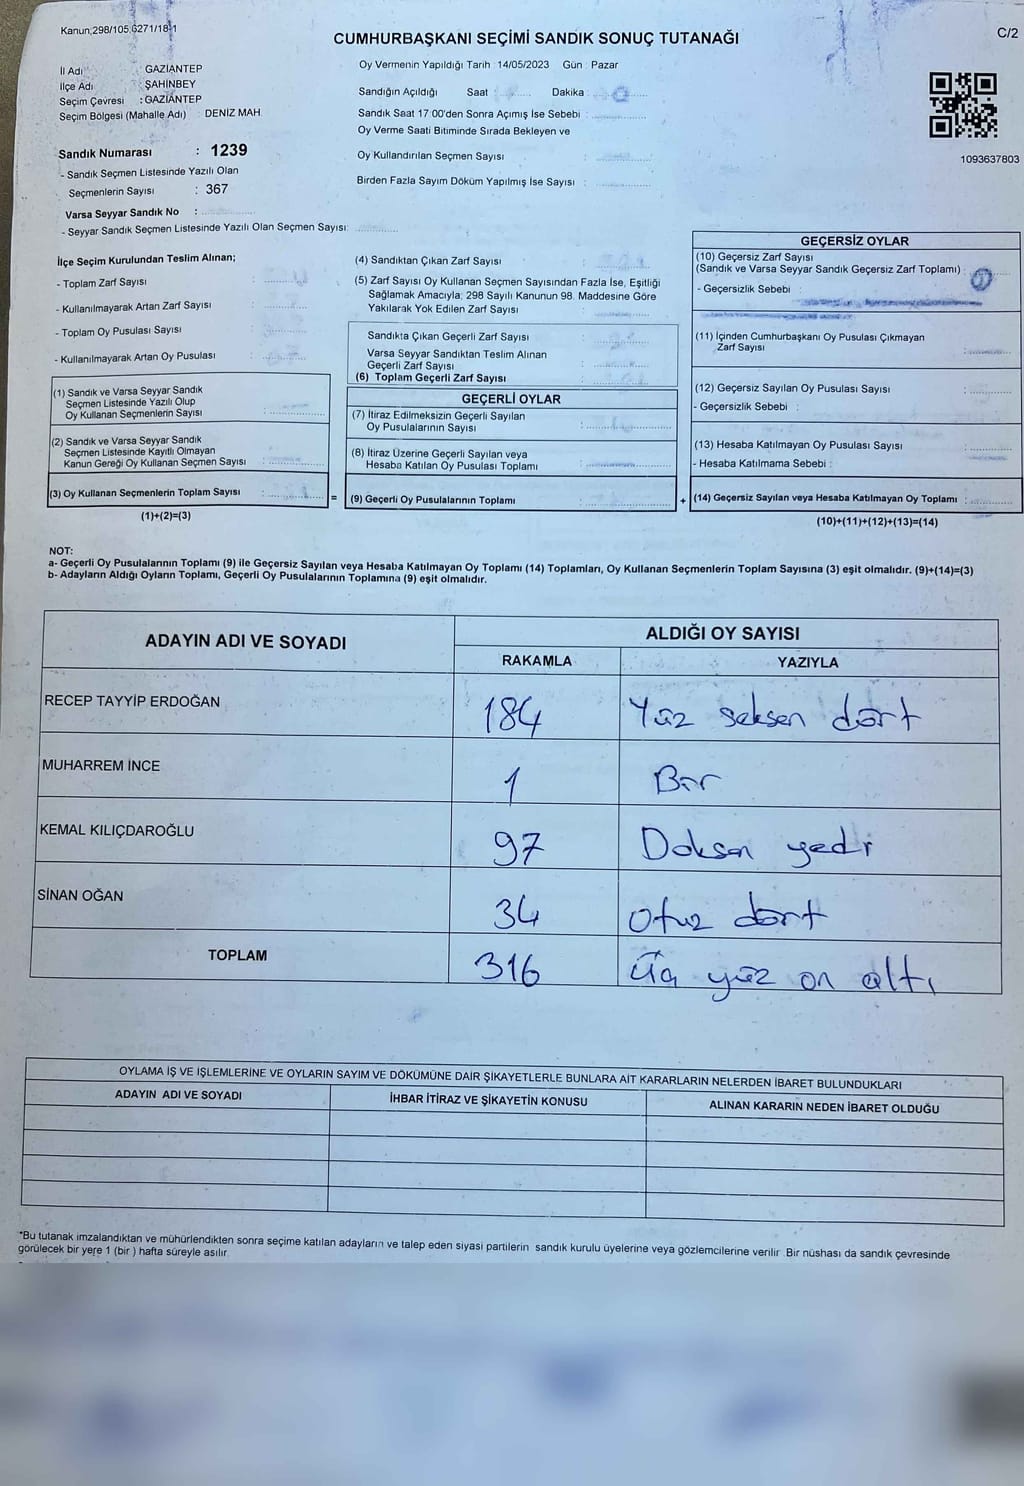 Kanun;298/105,6271/18-1
C/2
CUMHURBAŞKANI SEÇİMİ SANDIK SONUÇ TUTANAĞI
İl Adı : GAZİANTEP
İlçe Adı : ŞAHİNBEY
Seçim Çevresi : GAZİANTEP
Seçim Bölgesi (Mahalle Adı) DENİZ MAH.
Sandık Numarası : 1239
- Sandık Seçmen Listesinde Yazılı Olan
Seçmenlerin Sayısı : 367
Varsa Seyyar Sandık No :
- Seyyar Sandık Seçmen Listesinde Yazılı Olan Seçmen Sayısı:
Oy Vermenin Yapıldığı Tarih : 14/05/2023 Gün : Pazar
Sandığın Açıldığı Saat : Dakika :
Sandık Saat 17:00'den Sonra Açımış İse Sebebi :
Oy Verme Saati Bitiminde Sırada Bekleyen ve
Oy Kullandırılan Seçmen Sayısı :
Birden Fazla Sayım Döküm Yapılmış İse Sayısı :
1093637803
İlçe Seçim Kurulundan Teslim Alınan;
- Toplam Zarf Sayısı :
- Kullanılmayarak Artan Zarf Sayısı :
- Toplam Oy Pusulası Sayısı :
- Kullanılmayarak Artan Oy Pusulası :
(1) Sandık ve Varsa Seyyar Sandık
Seçmen Listesinde Yazılı Olup
Oy Kullanan Seçmenlerin Sayısı :
(2) Sandık ve Varsa Seyyar Sandık
Seçmen Listesinde Kayıtlı Olmayan
Kanun Gereği Oy Kullanan Seçmen Sayısı :
(3) Oy Kullanan Seçmenlerin Toplam Sayısı :
(1)+(2)=(3)
=
(4) Sandıktan Çıkan Zarf Sayısı :
(5) Zarf Sayısı Oy Kullanan Seçmen Sayısından Fazla İse, Eşitliği
Sağlamak Amacıyla; 298 Sayılı Kanunun 98. Maddesine Göre
Yakılarak Yok Edilen Zarf Sayısı :
Sandıkta Çıkan Geçerli Zarf Sayısı :
Varsa Seyyar Sandıktan Teslim Alınan
Geçerli Zarf Sayısı :
(6) Toplam Geçerli Zarf Sayısı :
GEÇERLİ OYLAR
(7) İtiraz Edilmeksizin Geçerli Sayılan
Oy Pusulalarının Sayısı :
(8) İtiraz Üzerine Geçerli Sayılan veya
Hesaba Katılan Oy Pusulası Toplamı :
(9) Geçerli Oy Pusulalarının Toplamı :
+
GEÇERSİZ OYLAR
(10) Geçersiz Zarf Sayısı
(Sandık ve Varsa Seyyar Sandık Geçersiz Zarf Toplamı) :
- Geçersizlik Sebebi :
(11) İçinden Cumhurbaşkanı Oy Pusulası Çıkmayan
Zarf Sayısı :
(12) Geçersiz Sayılan Oy Pusulası Sayısı :
- Geçersizlik Sebebi :
(13) Hesaba Katılmayan Oy Pusulası Sayısı :
- Hesaba Katılmama Sebebi :
(14) Geçersiz Sayılan veya Hesaba Katılmayan Oy Toplamı :
(10)+(11)+(12)+(13)=(14)
NOT:
a- Geçerli Oy Pusulalarının Toplamı (9) ile Geçersiz Sayılan veya Hesaba Katılmayan Oy Toplamı (14) Toplamları, Oy Kullanan Seçmenlerin Toplam Sayısına (3) eşit olmalıdır. (9)+(14)=(3)
b- Adayların Aldığı Oyların Toplamı, Geçerli Oy Pusulalarının Toplamına (9) eşit olmalıdır.
ADAYIN ADI VE SOYADI
ALDIĞI OY SAYISI
RAKAMLA YAZIYLA
RECEP TAYYİP ERDOĞAN 184 Yüz seksen dört
MUHARREM İNCE 1 Bir
KEMAL KILIÇDAROĞLU 97 Doksan yedi
SİNAN OĞAN 34 Otuz dört
TOPLAM 316 Üç yüz on altı
OYLAMA İŞ VE İŞLEMLERİNE VE OYLARIN SAYIM VE DÖKÜMÜNE DAİR ŞİKAYETLERLE BUNLARA AİT KARARLARIN NELERDEN İBARET BULUNDUKLARI
ADAYIN ADI VE SOYADI İHBAR İTİRAZ VE ŞİKAYETİN KONUSU ALINAN KARARIN NEDEN İBARET OLDUĞU
*Bu tutanak imzalandıktan ve mühürlendikten sonra seçime katılan adayların ve talep eden siyasi partilerin sandık kurulu üyelerine veya gözlemcilerine verilir. Bir nüshası da sandık çevresinde
görülecek bir yere 1 (bir ) hafta süreyle asılır.